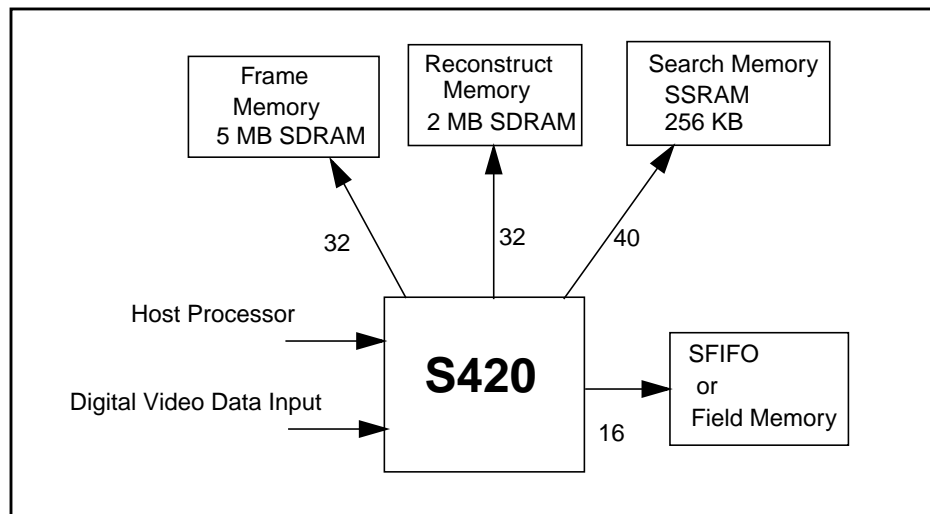 Frame
Memory
5 MB SDRAM
Reconstruct
Memory
2 MB SDRAM
Search Memory
SSRAM
256 KB
32
32
40
Host Processor
Digital Video Data Input
S420
16
SFIFO
or
Field Memory